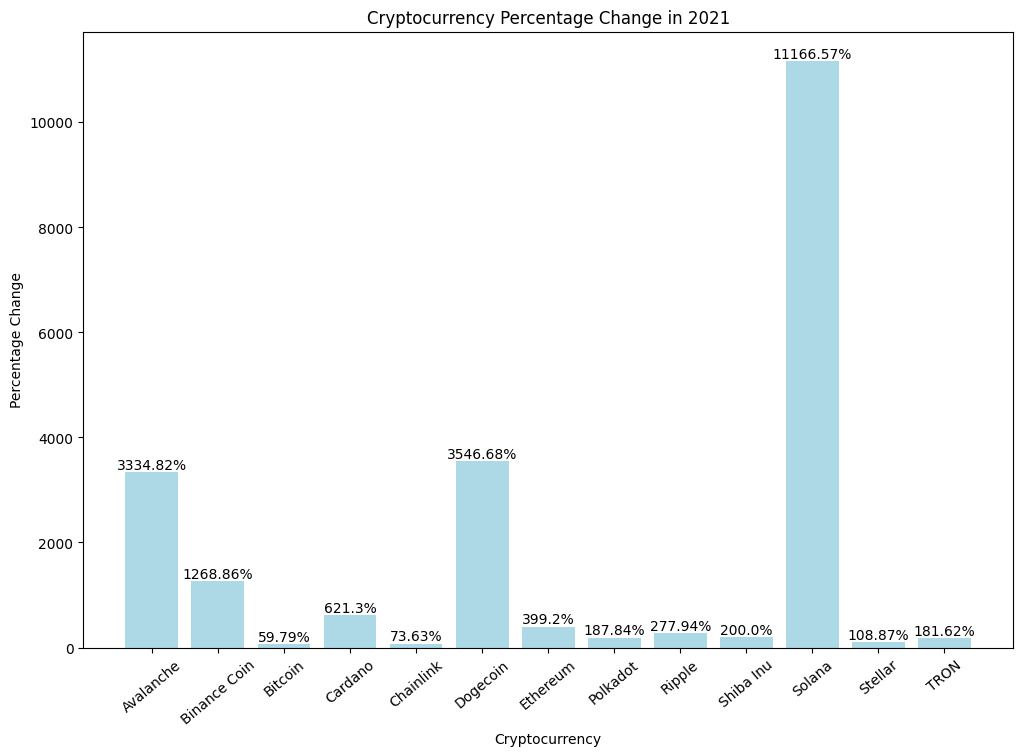 Cryptocurrency Percentage Change in 2021
Percentage Change
10000
8000
6000
4000
2000
0
3334.82%
1268.86%
59.79%
621.3%
73.63%
3546.68%
399.2%
187.84%
277.94%
200.0%
11166.57%
108.87%
181.62%
Avalanche
Binance Coin
Bitcoin
Cardano
Chainlink
Dogecoin
Ethereum
Polkadot
Ripple
Shiba Inu
Solana
Stellar
TRON
Cryptocurrency